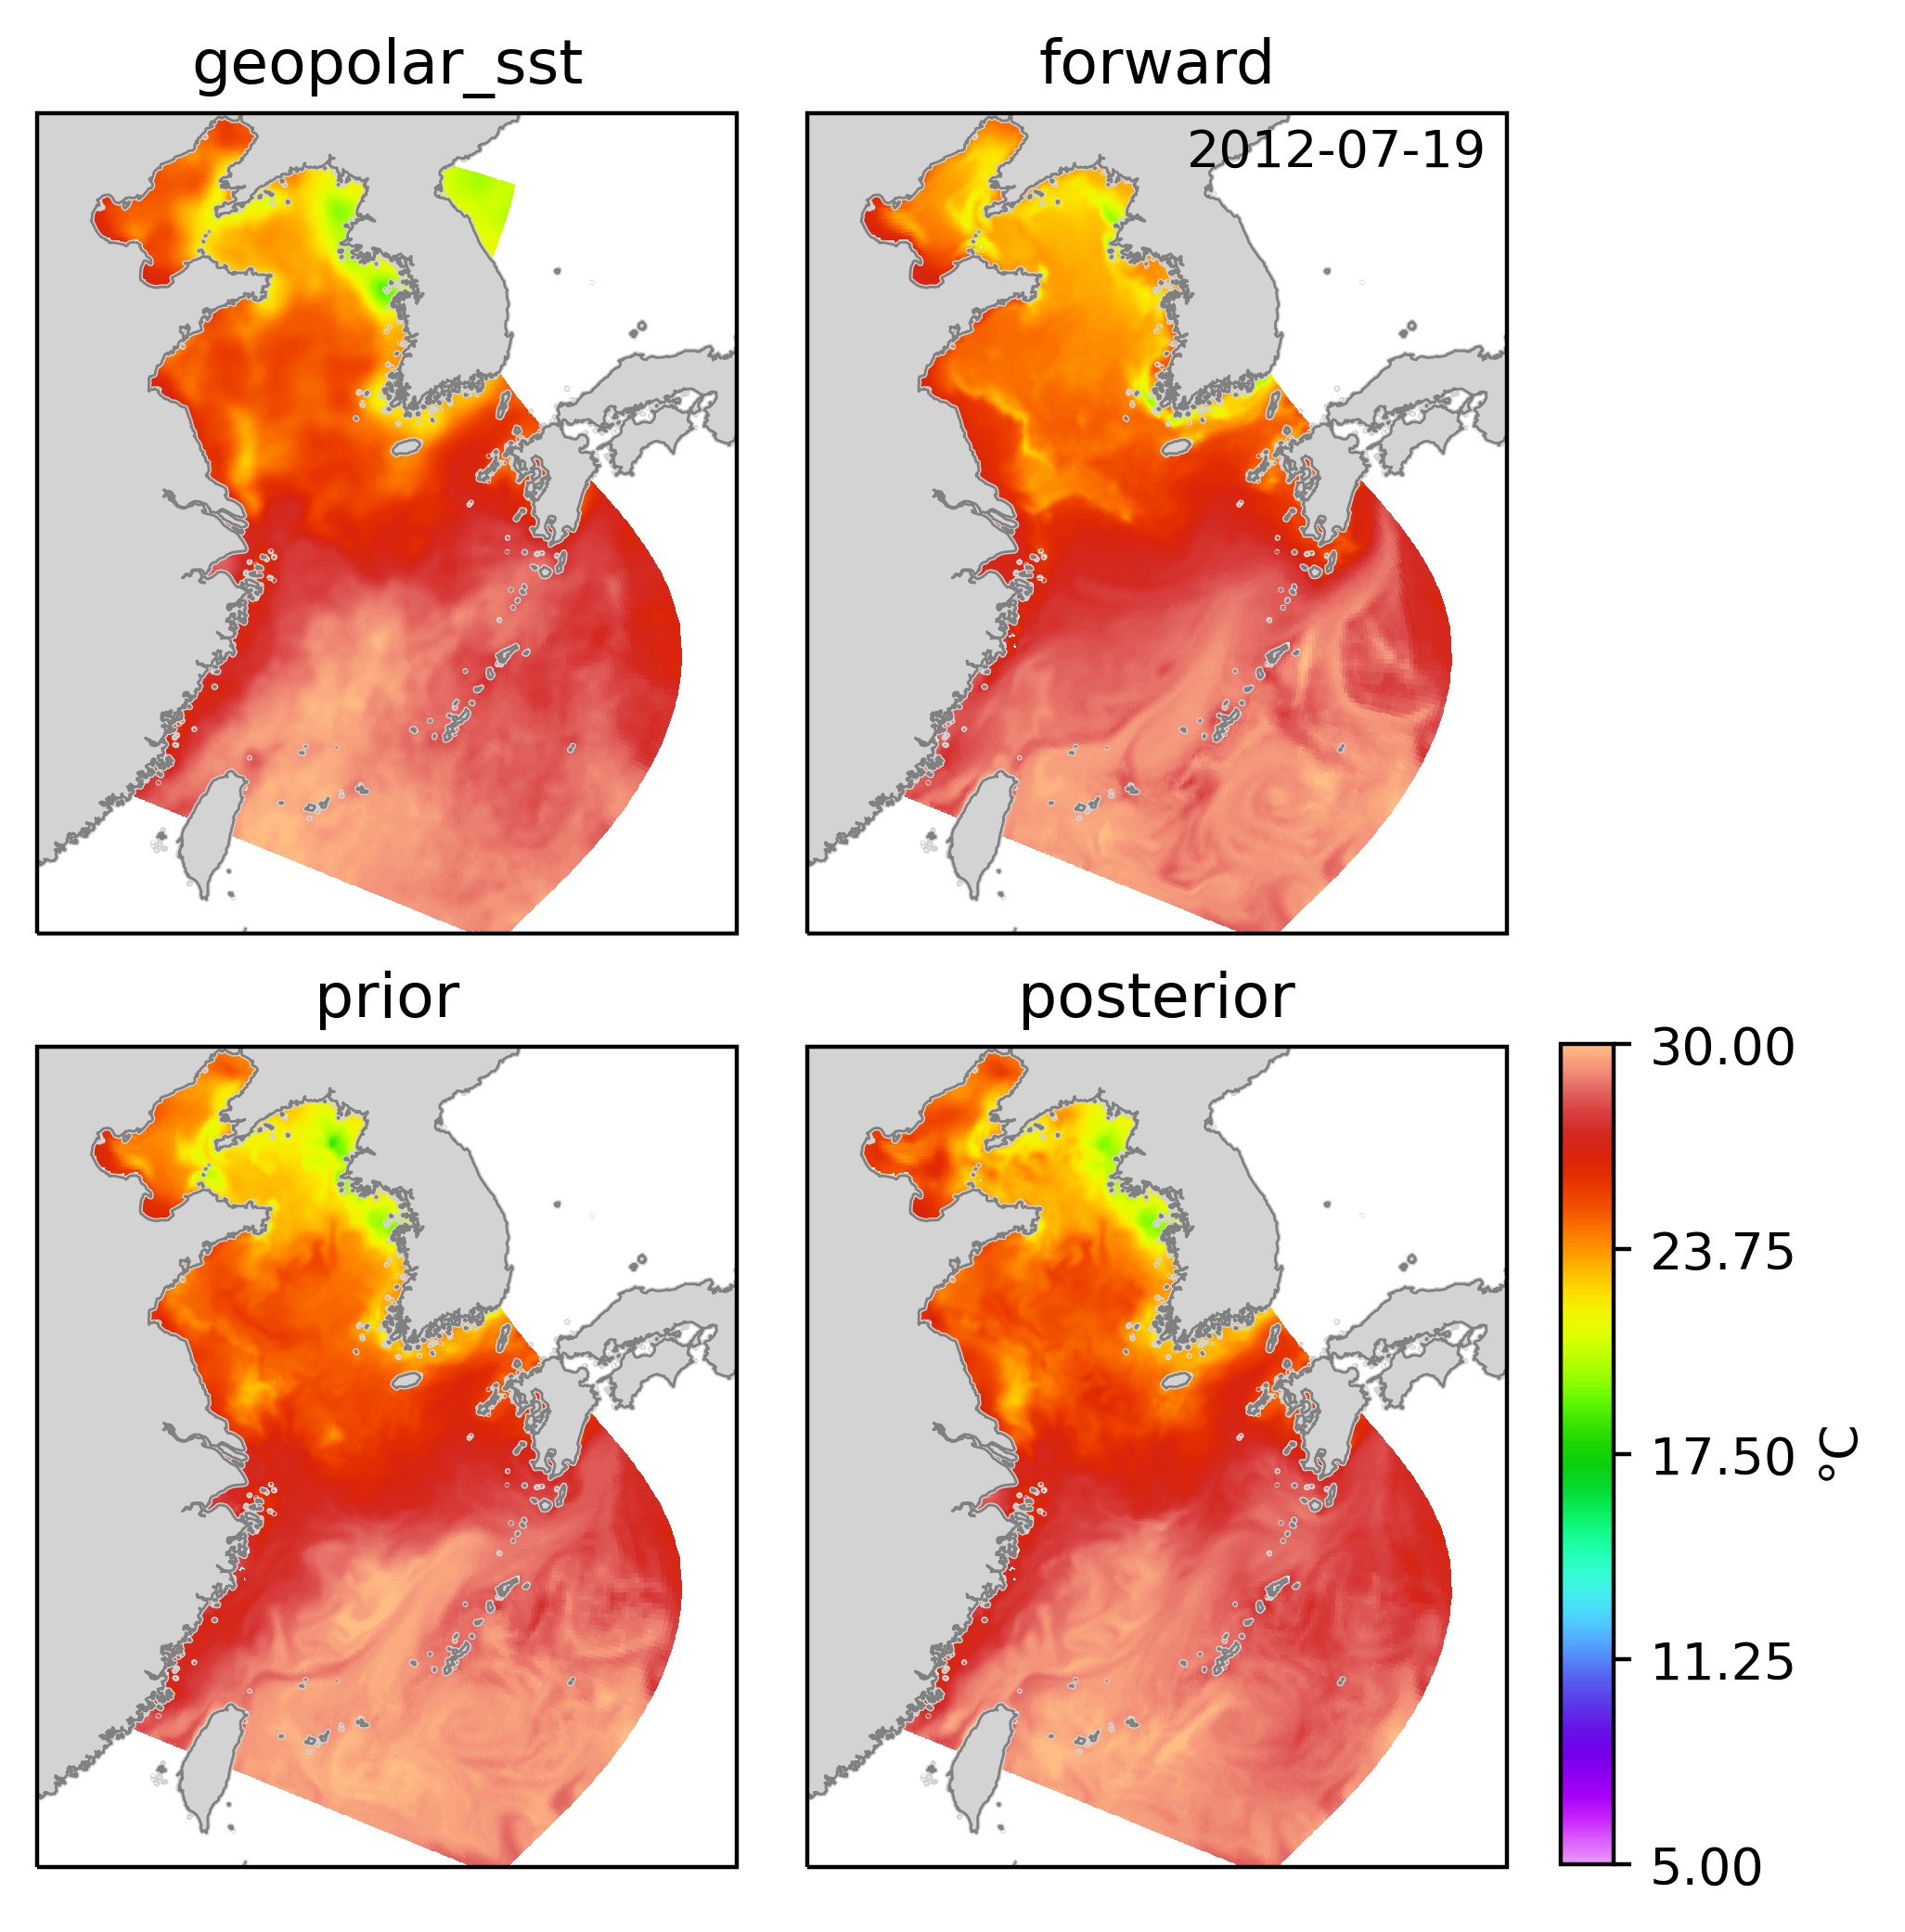 geopolar_sst
forward
2012-07-19
prior
posterior
30.00
23.75
17.50
11.25
5.00
°C